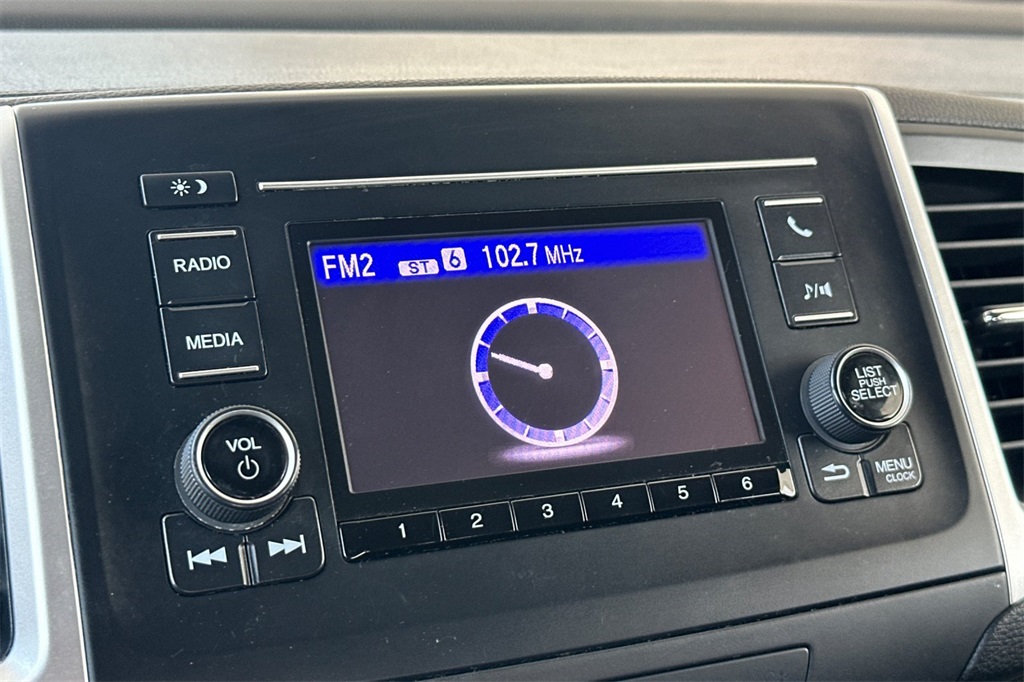 FM2 ST 6 102.7 MHz
RADIO
MEDIA
VOL
LIST
PUSH
SELECT
MENU
CLOCK
1 2 3 4 5 6